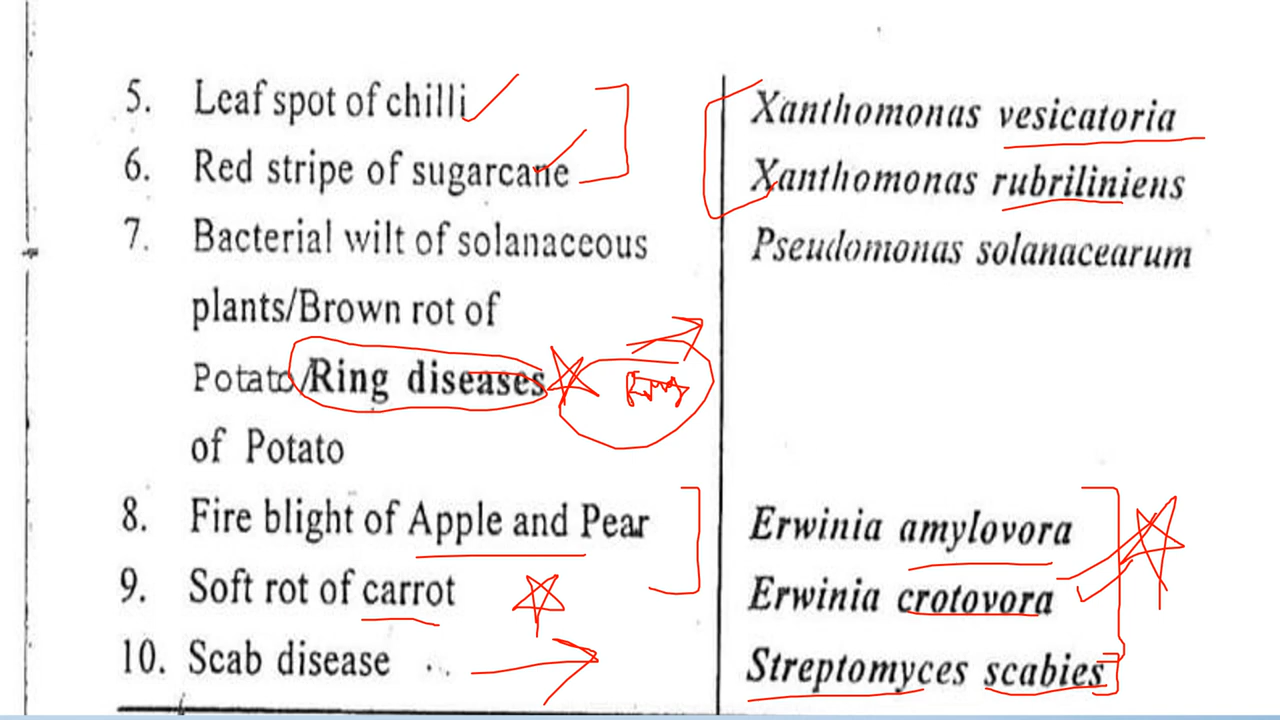 5. Leaf spot of chilli Xanthomonas vesicatoria
6. Red stripe of sugarcane Xanthomonas rubriliniens
7. Bacterial wilt of solanaceous Pseudomonas solanacearum
plants/Brown rot of
Potato/Ring diseases Ring
of Potato
8. Fire blight of Apple and Pear Erwinia amylovora
9. Soft rot of carrot Erwinia crotovora
10. Scab disease Streptomyces scabies